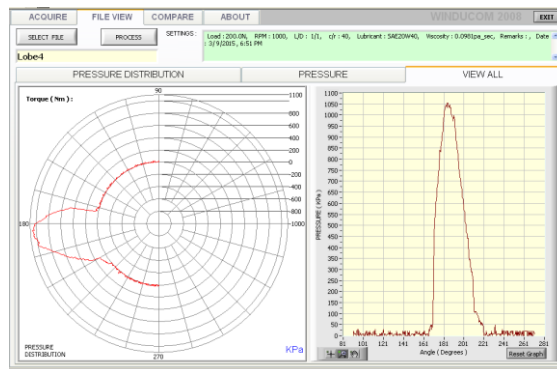 ACQUIRE FILE VIEW COMPARE ABOUT WINDUCOM 2008 EXIT
SELECT FILE PROCESS SETTINGS : Load : 200.0N, RPM : 1000, L/D : 1/1, c/r : 40, Lubricant : SAE20W40, Viscosity : 0.0981pa_sec, Remarks : , Date
: 3/9/2015, 6:51 PM
Lobe4
PRESSURE DISTRIBUTION PRESSURE VIEW ALL
Torque ( Nm ) :
90
1100
800
600
400
200
0
-200
-400
-600
-800
-1000
180
270
PRESSURE
DISTRIBUTION
KPa
1100
1050
1000
950
900
850
800
750
700
650
600
550
500
450
400
350
300
250
200
150
100
50
0
PRESSURE ( KPa )
81 101 121 141 161 181 201 221 241 261 281
Angle ( Degrees )
Reset Graph